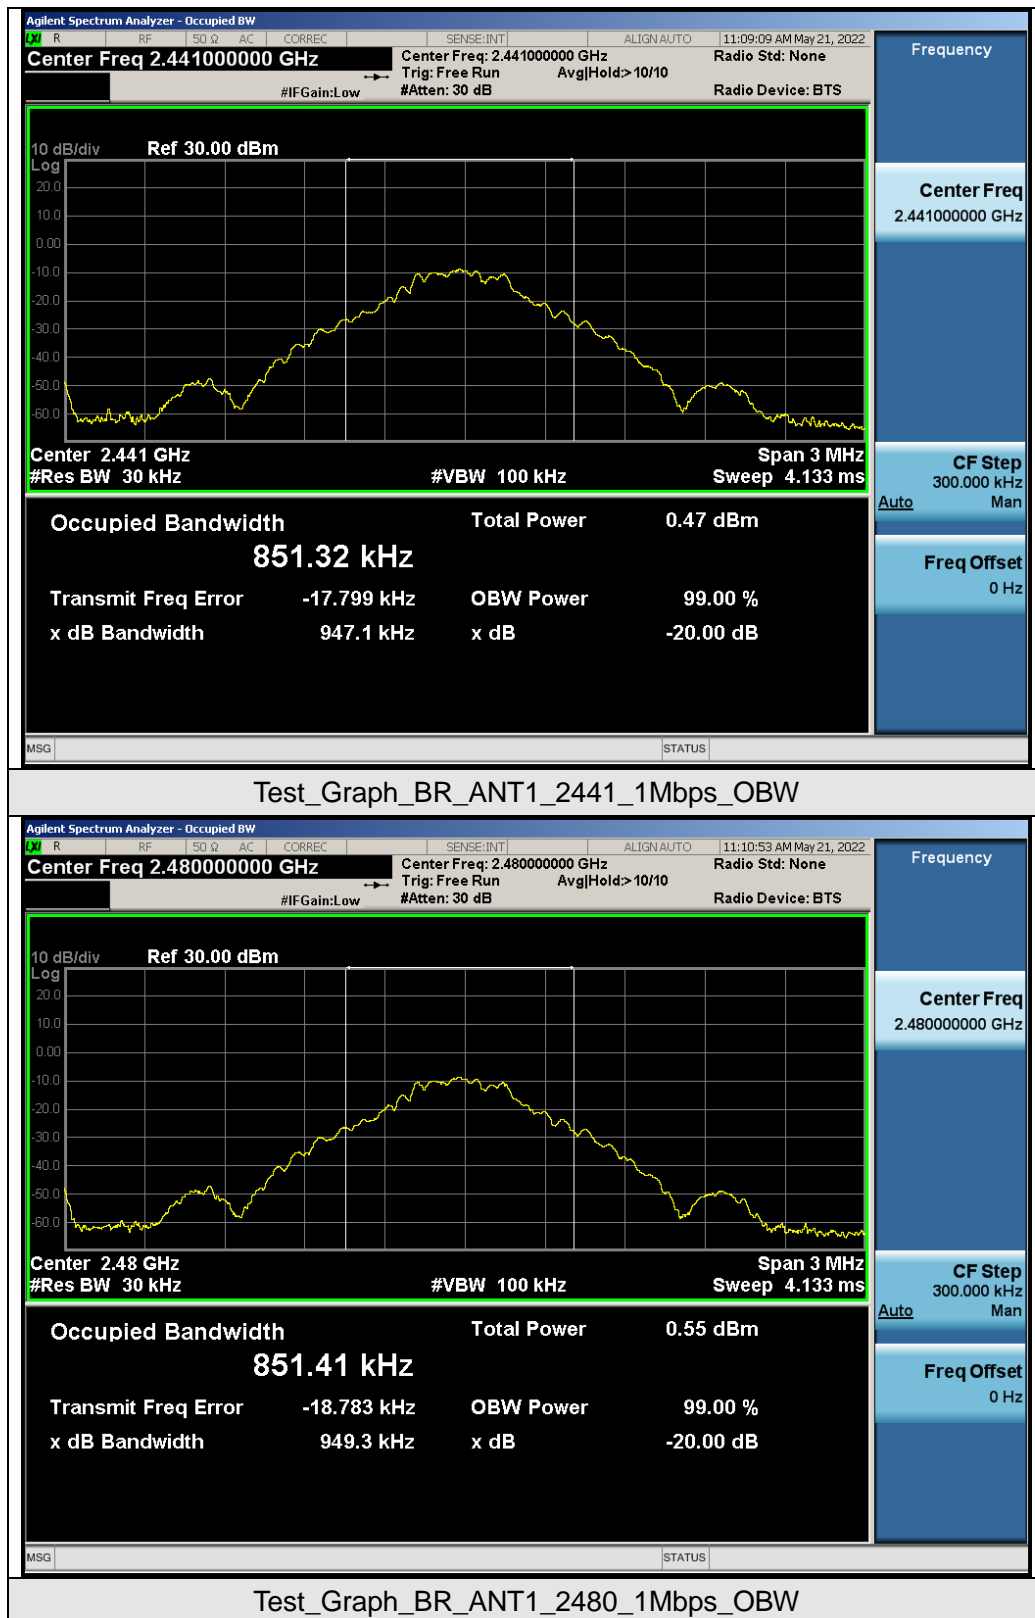 Agilent Spectrum Analyzer - Occupied BW
LXI R RF 50 Ω AC CORREC SENSE:INT ALIGN AUTO 11:09:09 AM May 21, 2022
Center Freq 2.441000000 GHz
Center Freq: 2.441000000 GHz Radio Std: None
Trig: Free Run Avg|Hold:> 10/10
#IFGain:Low #Atten: 30 dB Radio Device: BTS
Frequency
10 dB/div Ref 30.00 dBm
Log
20.0
10.0
0.00
-10.0
-20.0
-30.0
-40.0
-50.0
-60.0
Center 2.441 GHz Span 3 MHz
#Res BW 30 kHz #VBW 100 kHz Sweep 4.133 ms
Center Freq
2.441000000 GHz
CF Step
300.000 kHz
Auto Man
Freq Offset
0 Hz
Occupied Bandwidth Total Power 0.47 dBm
851.32 kHz
Transmit Freq Error -17.799 kHz OBW Power 99.00 %
x dB Bandwidth 947.1 kHz x dB -20.00 dB
MSG STATUS
Test_Graph_BR_ANT1_2441_1Mbps_OBW
Agilent Spectrum Analyzer - Occupied BW
LXI R RF 50 Ω AC CORREC SENSE:INT ALIGN AUTO 11:10:53 AM May 21, 2022
Center Freq 2.480000000 GHz
Center Freq: 2.480000000 GHz Radio Std: None
Trig: Free Run Avg|Hold:> 10/10
#IFGain:Low #Atten: 30 dB Radio Device: BTS
Frequency
10 dB/div Ref 30.00 dBm
Log
20.0
10.0
0.00
-10.0
-20.0
-30.0
-40.0
-50.0
-60.0
Center 2.48 GHz Span 3 MHz
#Res BW 30 kHz #VBW 100 kHz Sweep 4.133 ms
Center Freq
2.480000000 GHz
CF Step
300.000 kHz
Auto Man
Freq Offset
0 Hz
Occupied Bandwidth Total Power 0.55 dBm
851.41 kHz
Transmit Freq Error -18.783 kHz OBW Power 99.00 %
x dB Bandwidth 949.3 kHz x dB -20.00 dB
MSG STATUS
Test_Graph_BR_ANT1_2480_1Mbps_OBW